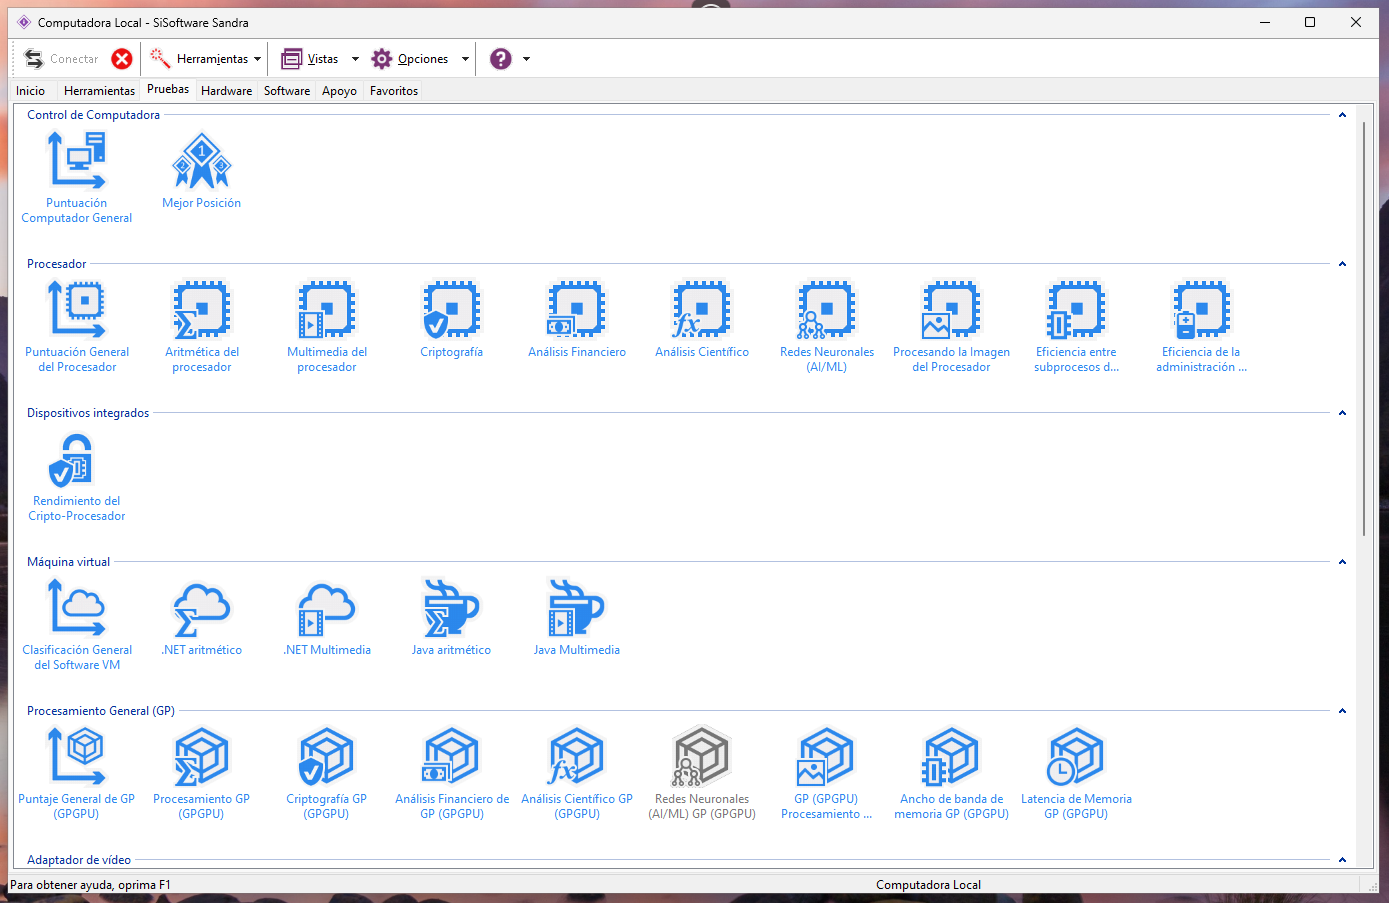 Computadora Local - SiSoftware Sandra
Conectar Herramientas Vistas Opciones
Inicio Herramientas Pruebas Hardware Software Apoyo Favoritos
Control de Computadora
Puntuación
Computador General
Mejor Posición
Procesador
Puntuación General
del Procesador
Aritmética del
procesador
Multimedia del
procesador
Criptografía
Análisis Financiero
Análisis Científico
Redes Neuronales
(AI/ML)
Procesando la Imagen
del Procesador
Eficiencia entre
subprocesos d...
Eficiencia de la
administración ...
Dispositivos integrados
Rendimiento del
Cripto-Procesador
Máquina virtual
Clasificación General
del Software VM
.NET aritmético
.NET Multimedia
Java aritmético
Java Multimedia
Procesamiento General (GP)
Puntaje General de GP
(GPGPU)
Procesamiento GP
(GPGPU)
Criptografía GP
(GPGPU)
Análisis Financiero de
GP (GPGPU)
Análisis Científico GP
(GPGPU)
Redes Neuronales
(AI/ML) GP (GPGPU)
GP (GPGPU)
Procesamiento ...
Ancho de banda de
memoria GP (GPGPU)
Latencia de Memoria
GP (GPGPU)
Adaptador de vídeo
Para obtener ayuda, oprima F1
Computadora Local